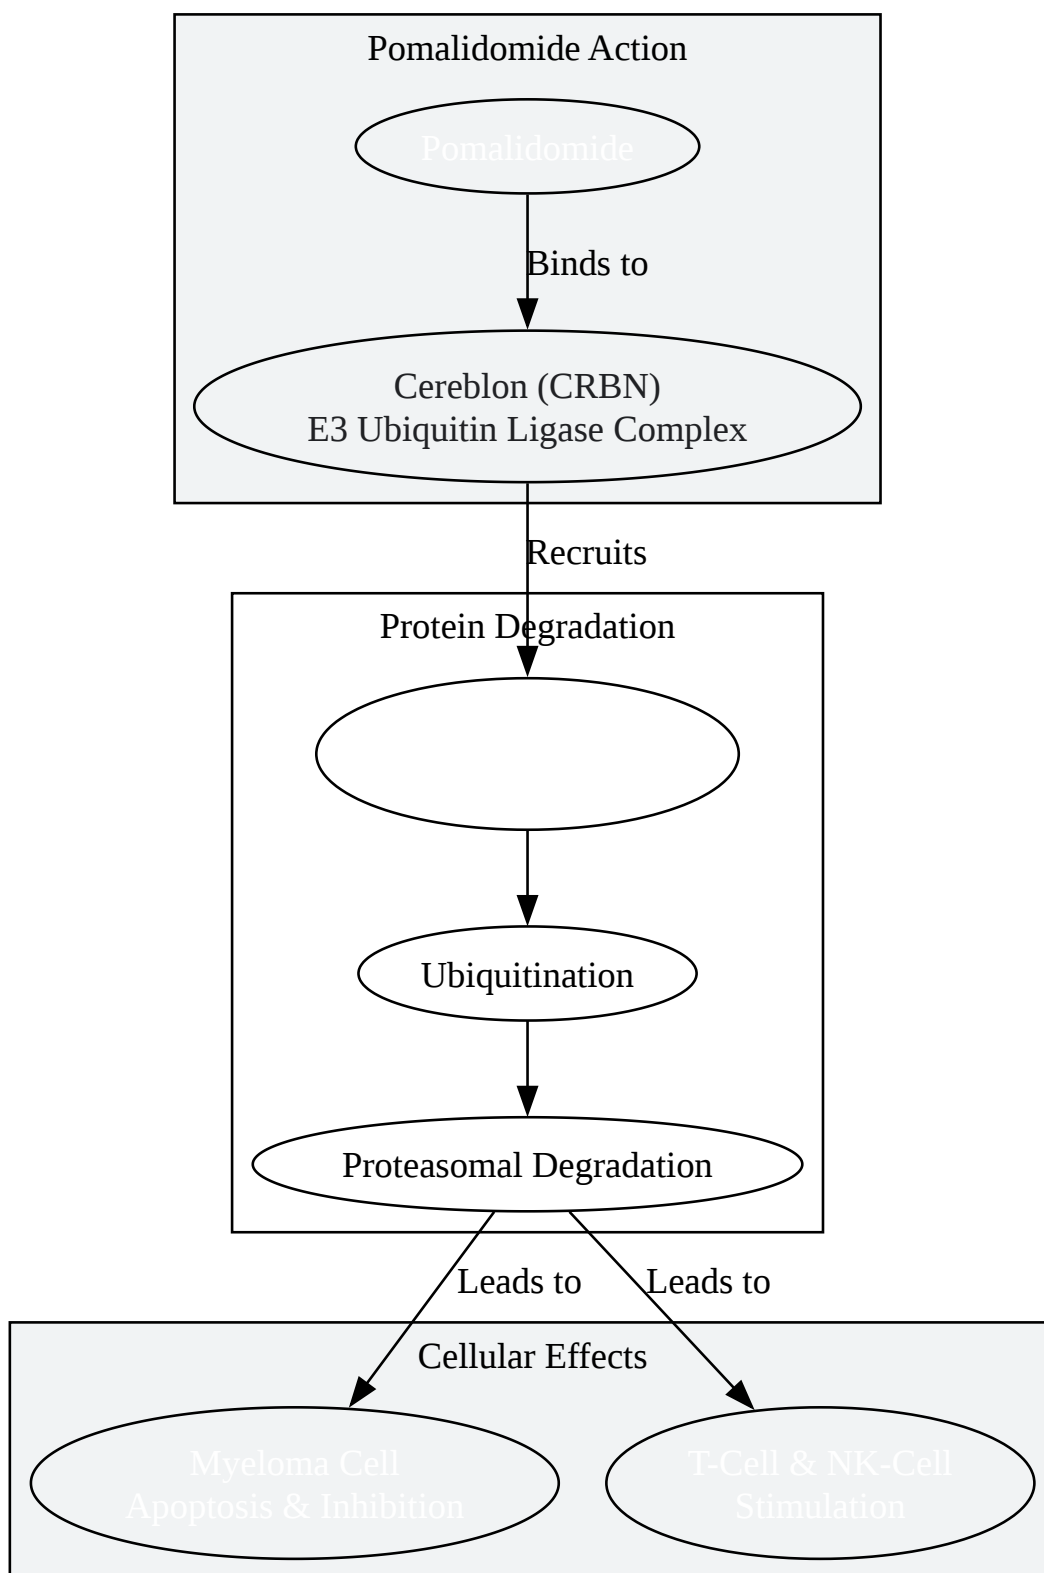 Pomalidomide Action
Pomalidomide
Binds to
Cereblon (CRBN)
E3 Ubiquitin Ligase Complex
Recruits
Protein Degradation
Ubiquitination
Proteasomal Degradation
Leads to
Leads to
Cellular Effects
Myeloma Cell
Apoptosis & Inhibition
T-Cell & NK-Cell
Stimulation